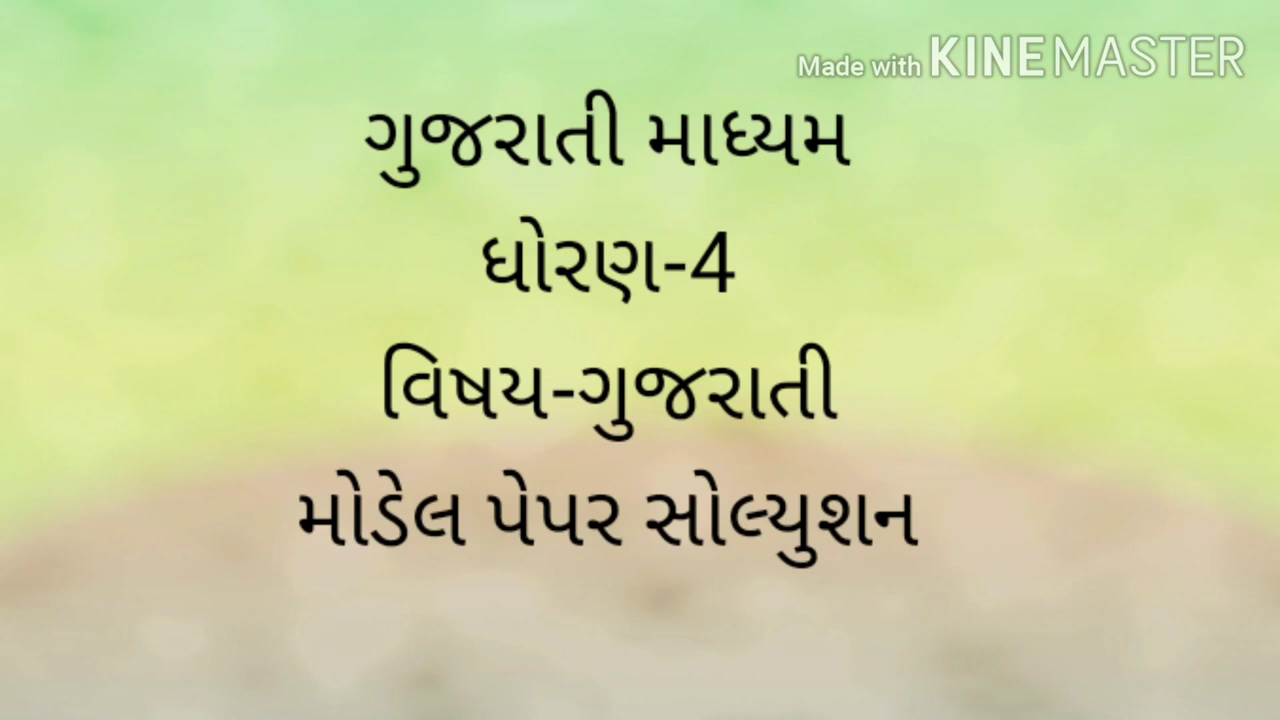 Made with KINEMASTER
ગુજરાતી માધ્યમ
ધોરણ-4
વિષય-ગુજરાતી
મોડેલ પેપર સોલ્યુશન